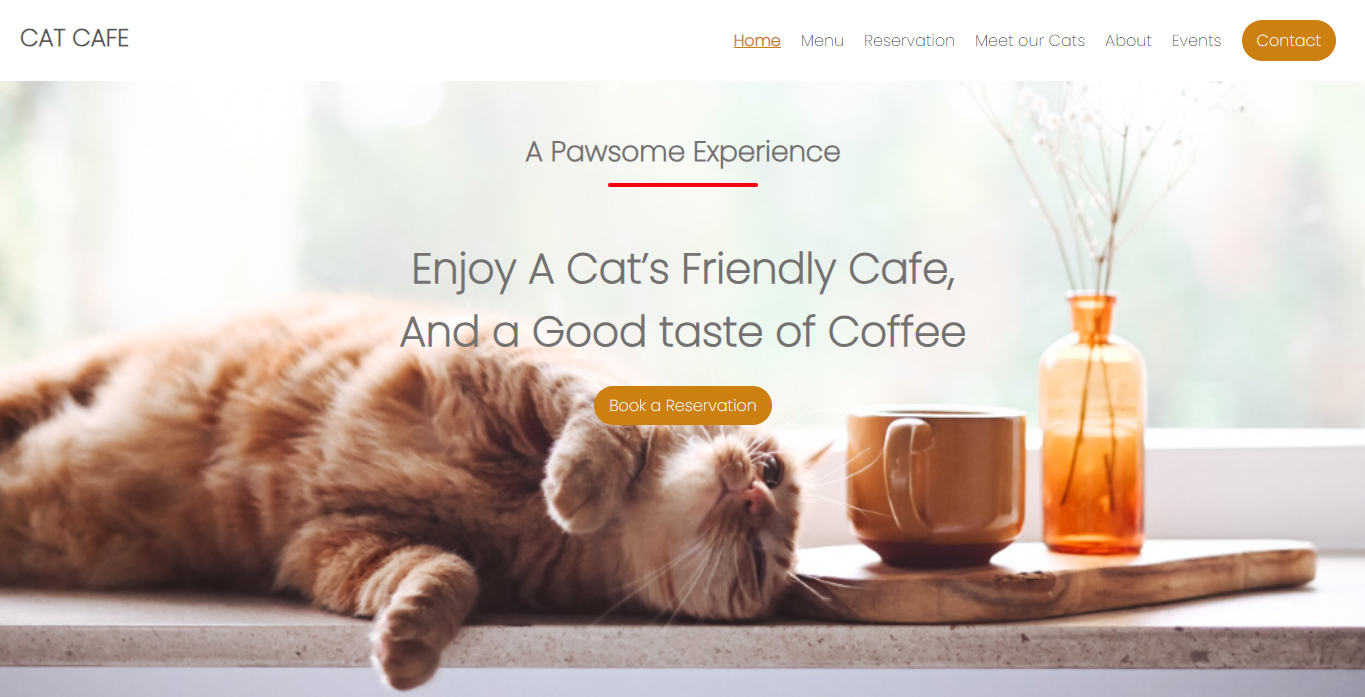 CAT CAFE
Home Menu Reservation Meet our Cats About Events Contact
A Pawsome Experience
Enjoy A Cat’s Friendly Cafe,
And a Good taste of Coffee
Book a Reservation